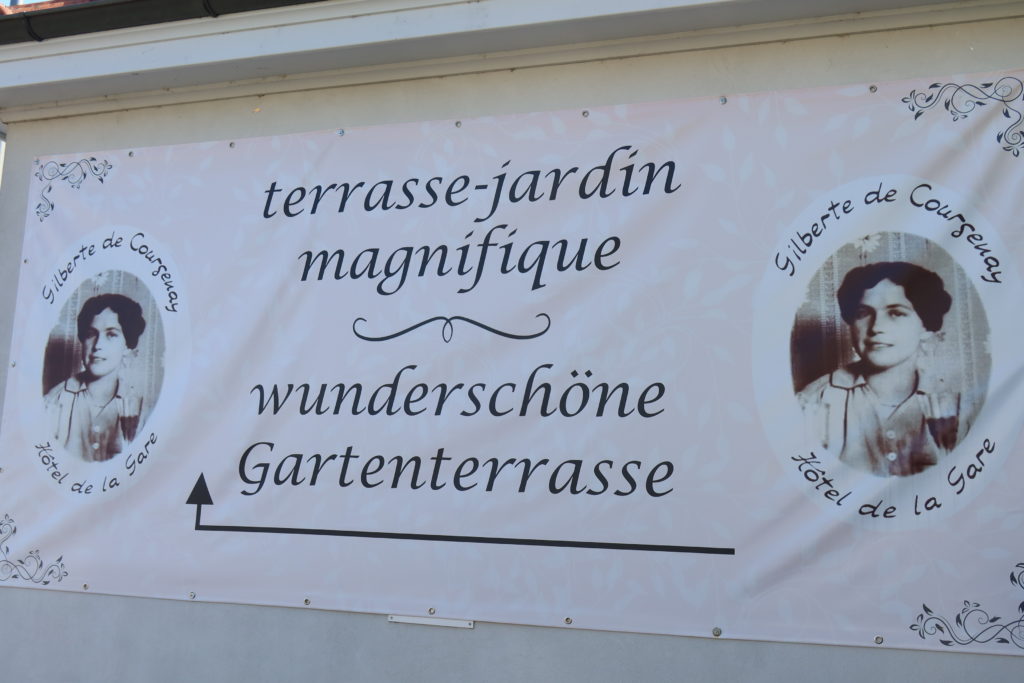 Gilberte de Courgenay
Hôtel de la Gare
terrasse-jardin
magnifique
wunderschöne
Gartenterrasse
Gilberte de Courgenay
Hôtel de la Gare